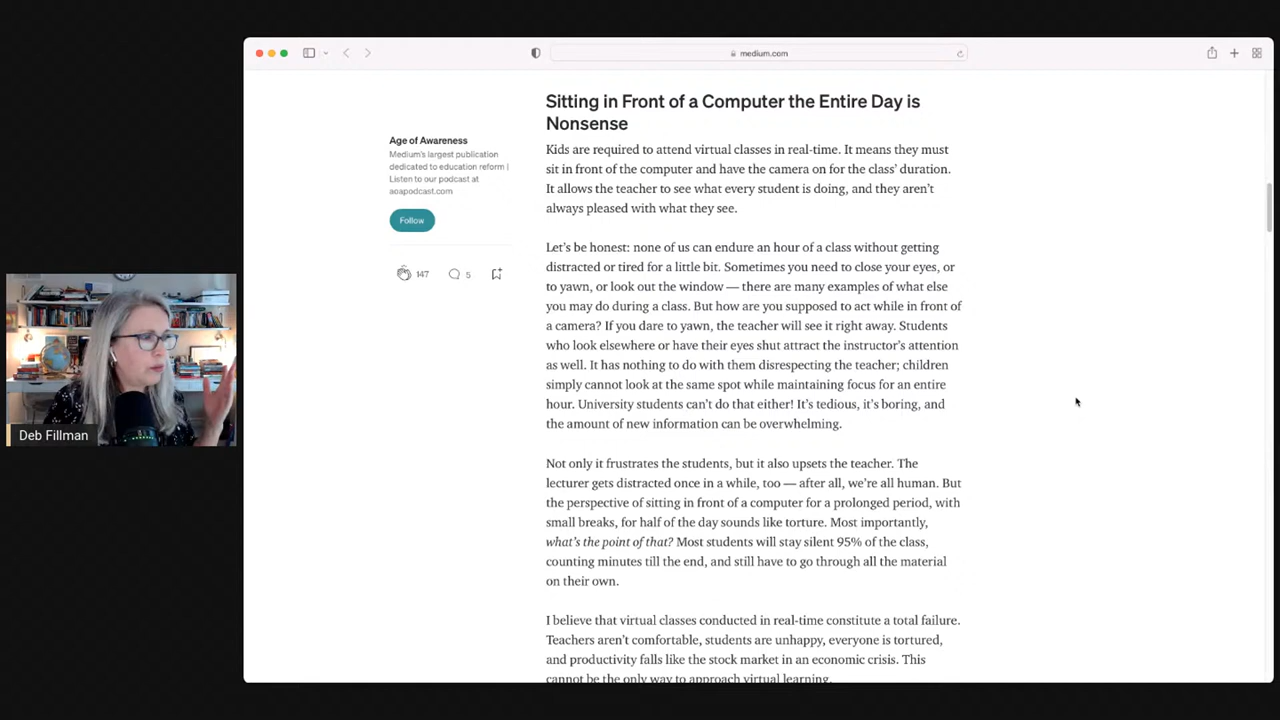 medium.com
Age of Awareness
Medium's largest publication
dedicated to education reform |
Listen to our podcast at
aoapodcast.com
Follow
147
5
Sitting in Front of a Computer the Entire Day is
Nonsense
Kids are required to attend virtual classes in real-time. It means they must
sit in front of the computer and have the camera on for the class' duration.
It allows the teacher to see what every student is doing, and they aren't
always pleased with what they see.
Let's be honest: none of us can endure an hour of a class without getting
distracted or tired for a little bit. Sometimes you need to close your eyes, or
to yawn, or look out the window — there are many examples of what else
you may do during a class. But how are you supposed to act while in front of
a camera? If you dare to yawn, the teacher will see it right away. Students
who look elsewhere or have their eyes shut attract the instructor's attention
as well. It has nothing to do with them disrespecting the teacher; children
simply cannot look at the same spot while maintaining focus for an entire
hour. University students can't do that either! It's tedious, it's boring, and
the amount of new information can be overwhelming.
Not only it frustrates the students, but it also upsets the teacher. The
lecturer gets distracted once in a while, too — after all, we're all human. But
the perspective of sitting in front of a computer for a prolonged period, with
small breaks, for half of the day sounds like torture. Most importantly,
what's the point of that? Most students will stay silent 95% of the class,
counting minutes till the end, and still have to go through all the material
on their own.
I believe that virtual classes conducted in real-time constitute a total failure.
Teachers aren't comfortable, students are unhappy, everyone is tortured,
and productivity falls like the stock market in an economic crisis. This
cannot be the only way to approach virtual learning.
Deb Fillman